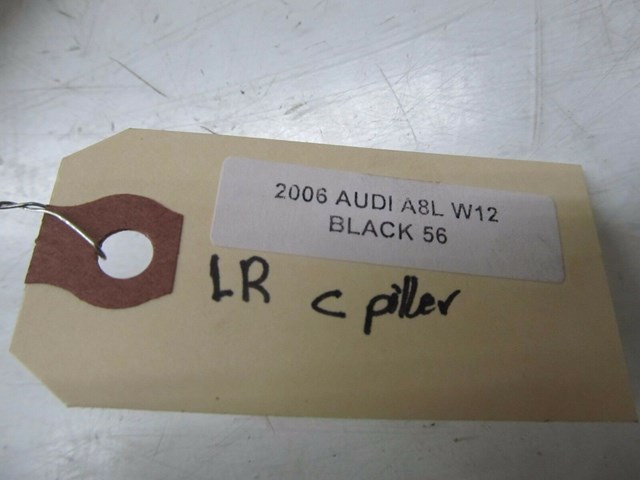 2006 AUDI A8L W12
BLACK 56
LR c piller